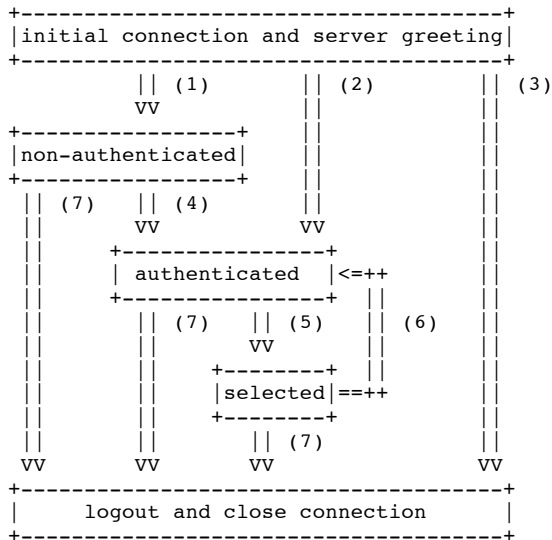 initial connection and server greeting
(1) (2) (3)
non-authenticated
(7) (4)
authenticated
(7) (5) (6)
selected
(7)
logout and close connection